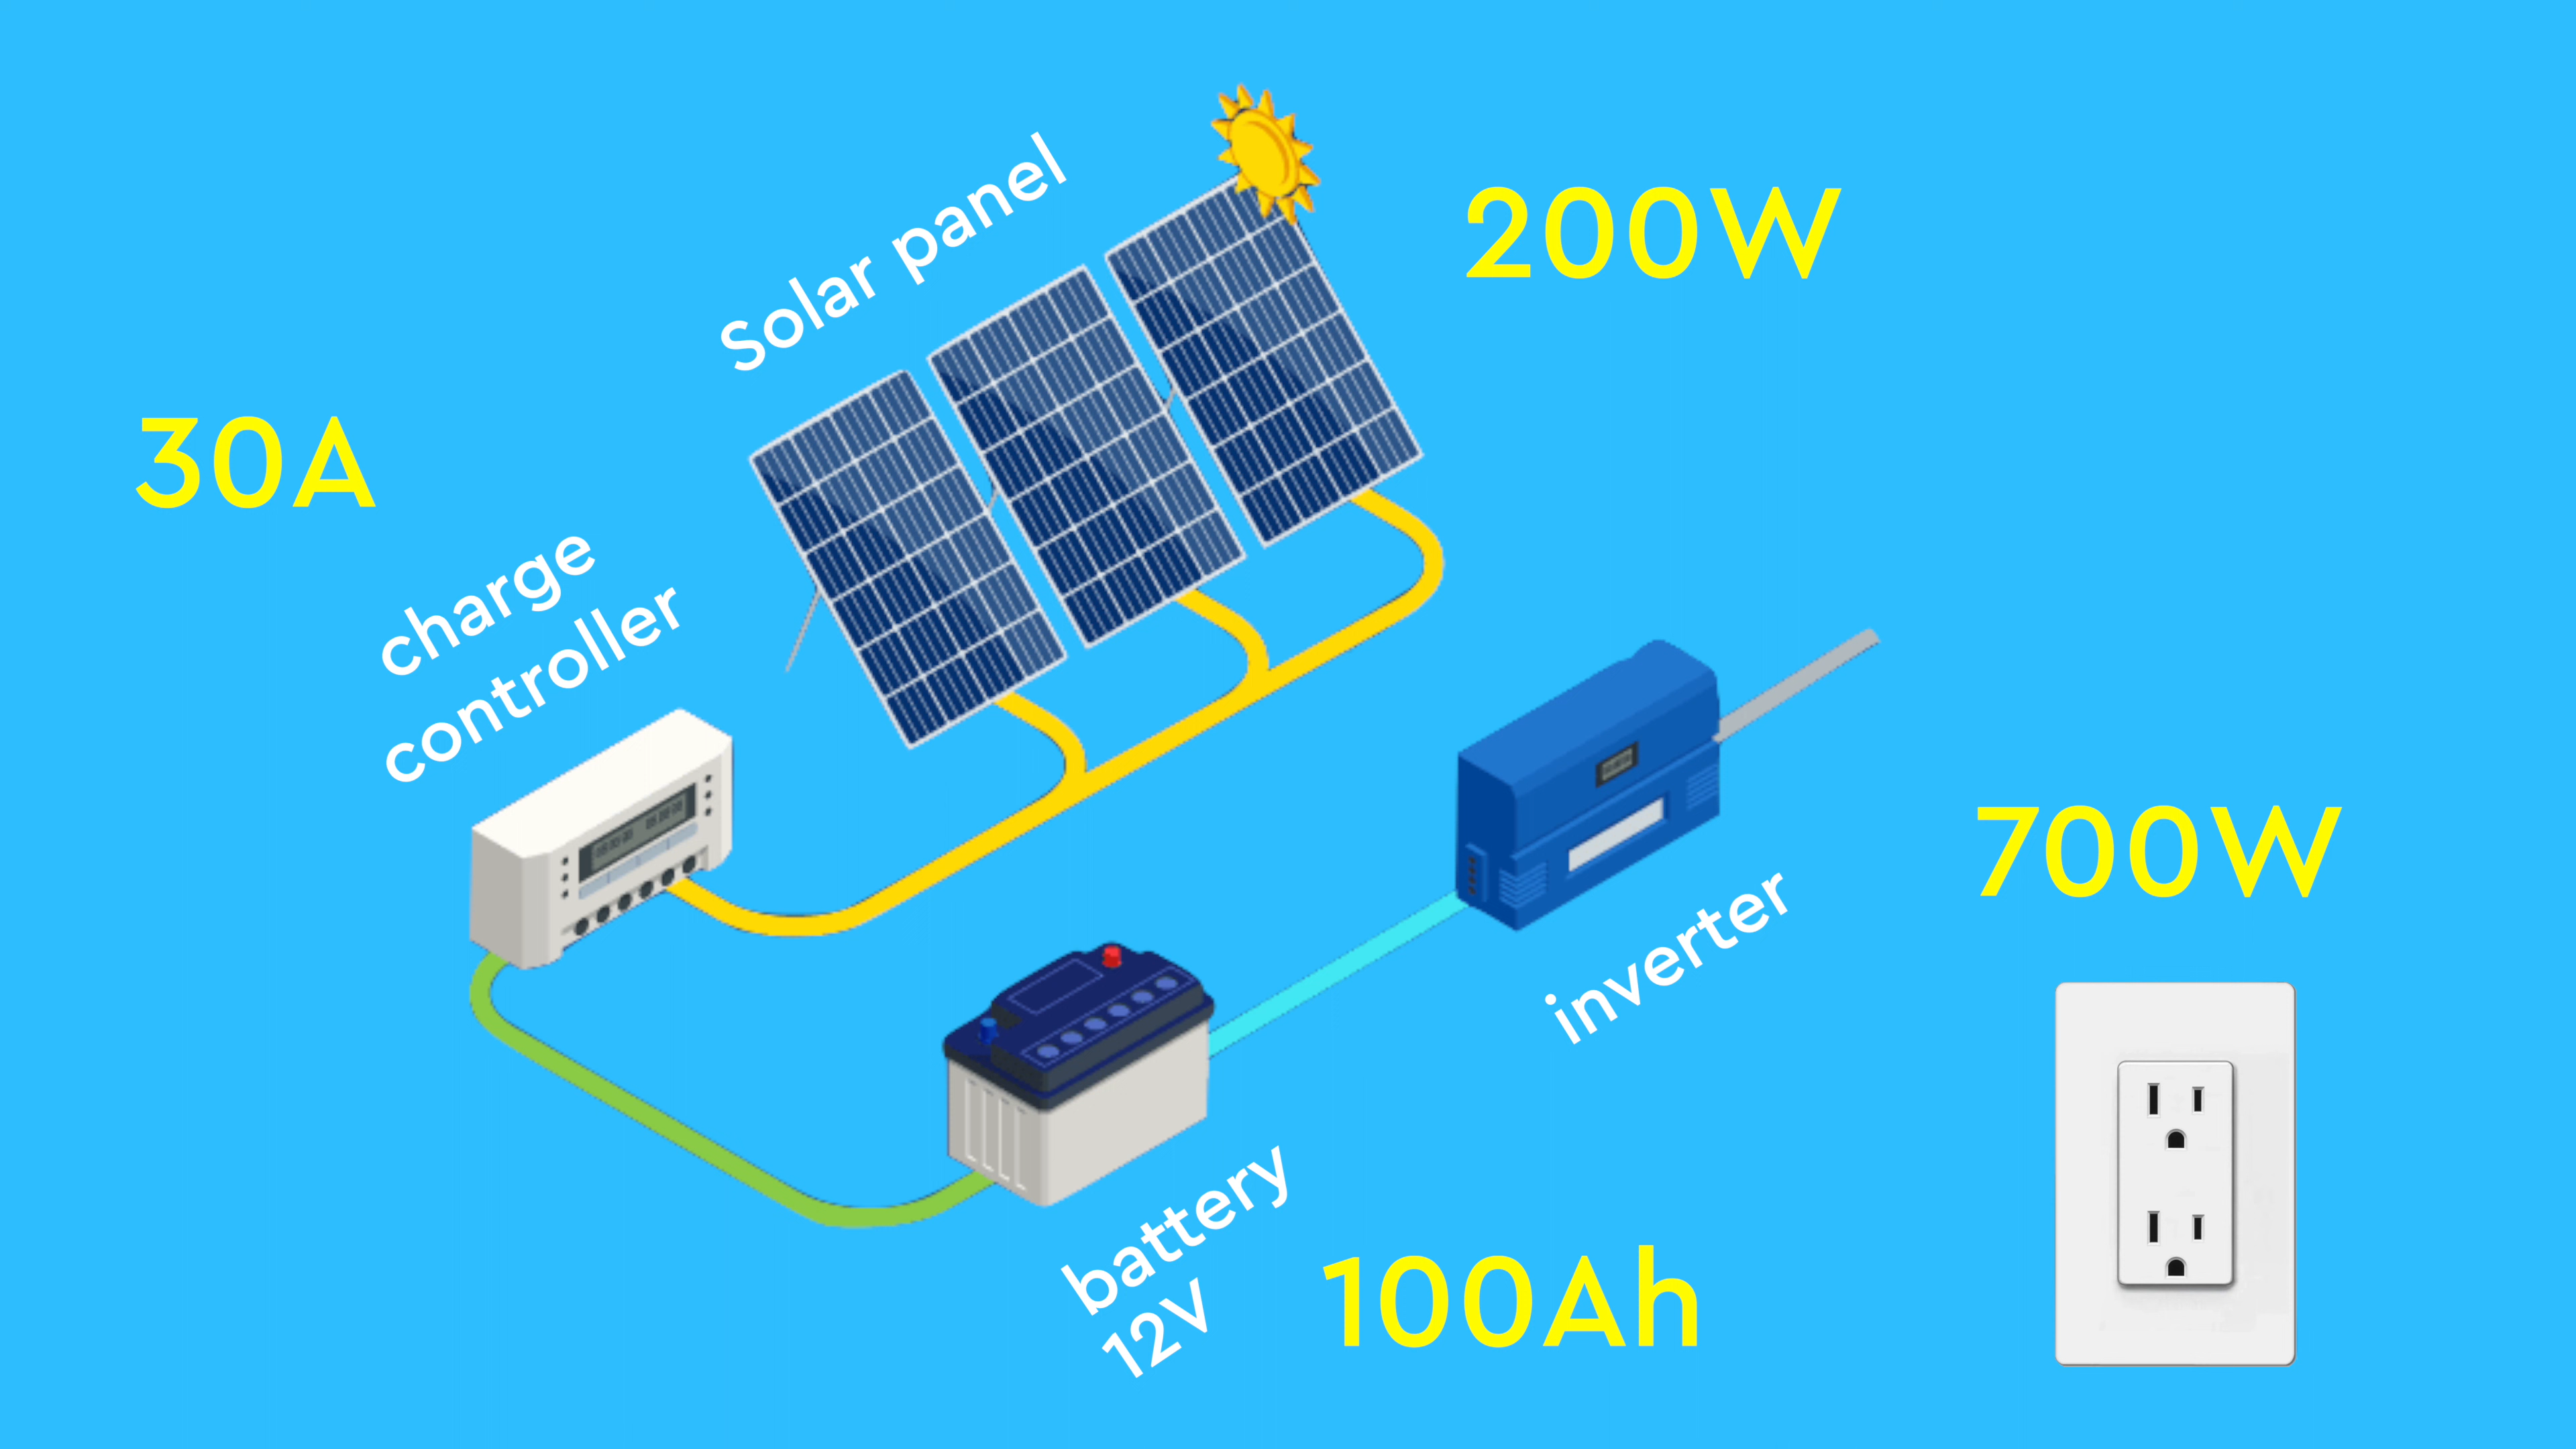 Solar panel
200W
30A
charge
controller
700W
inverter
battery
12V
100Ah